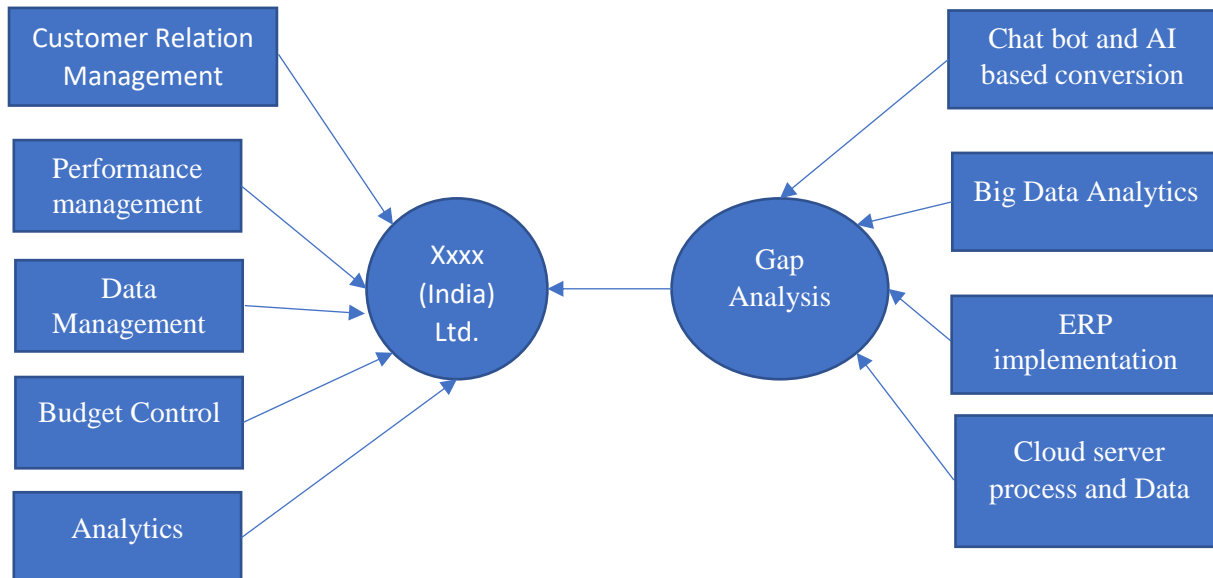 Customer Relation
Management
Performance
management
Data
Management
Budget Control
Analytics
Xxxx
(India)
Ltd.
Gap
Analysis
Chat bot and AI
based conversion
Big Data Analytics
ERP
implementation
Cloud server
process and Data